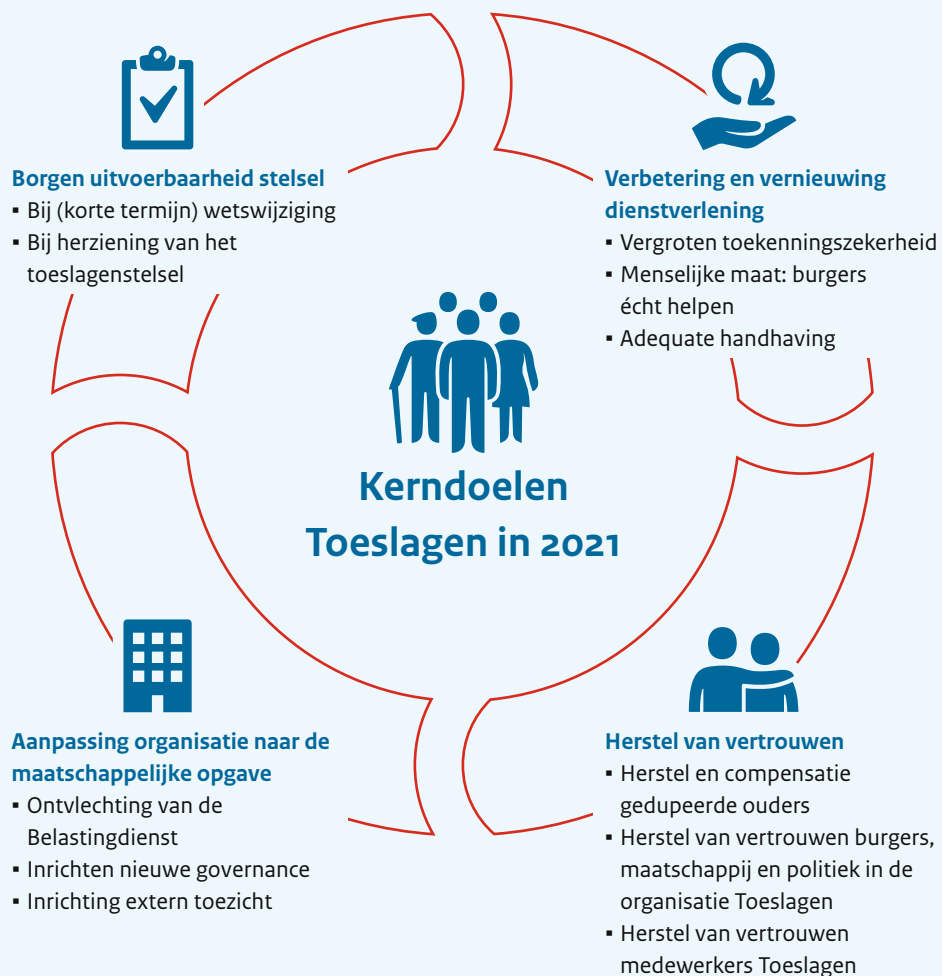 Borgen uitvoerbaarheid stelsel
▪ Bij (korte termijn) wetswijziging
▪ Bij herziening van het
toeslagenstelsel
Verbetering en vernieuwing
dienstverlening
▪ Vergroten toekenningszekerheid
▪ Menselijke maat: burgers
écht helpen
▪ Adequate handhaving
Kerndoelen
Toeslagen in 2021
Aanpassing organisatie naar de
maatschappelijke opgave
▪ Ontvlechting van de
Belastingdienst
▪ Inrichten nieuwe governance
▪ Inrichting extern toezicht
Herstel van vertrouwen
▪ Herstel en compensatie
gedupeerde ouders
▪ Herstel van vertrouwen burgers,
maatschappij en politiek in de
organisatie Toeslagen
▪ Herstel van vertrouwen
medewerkers Toeslagen